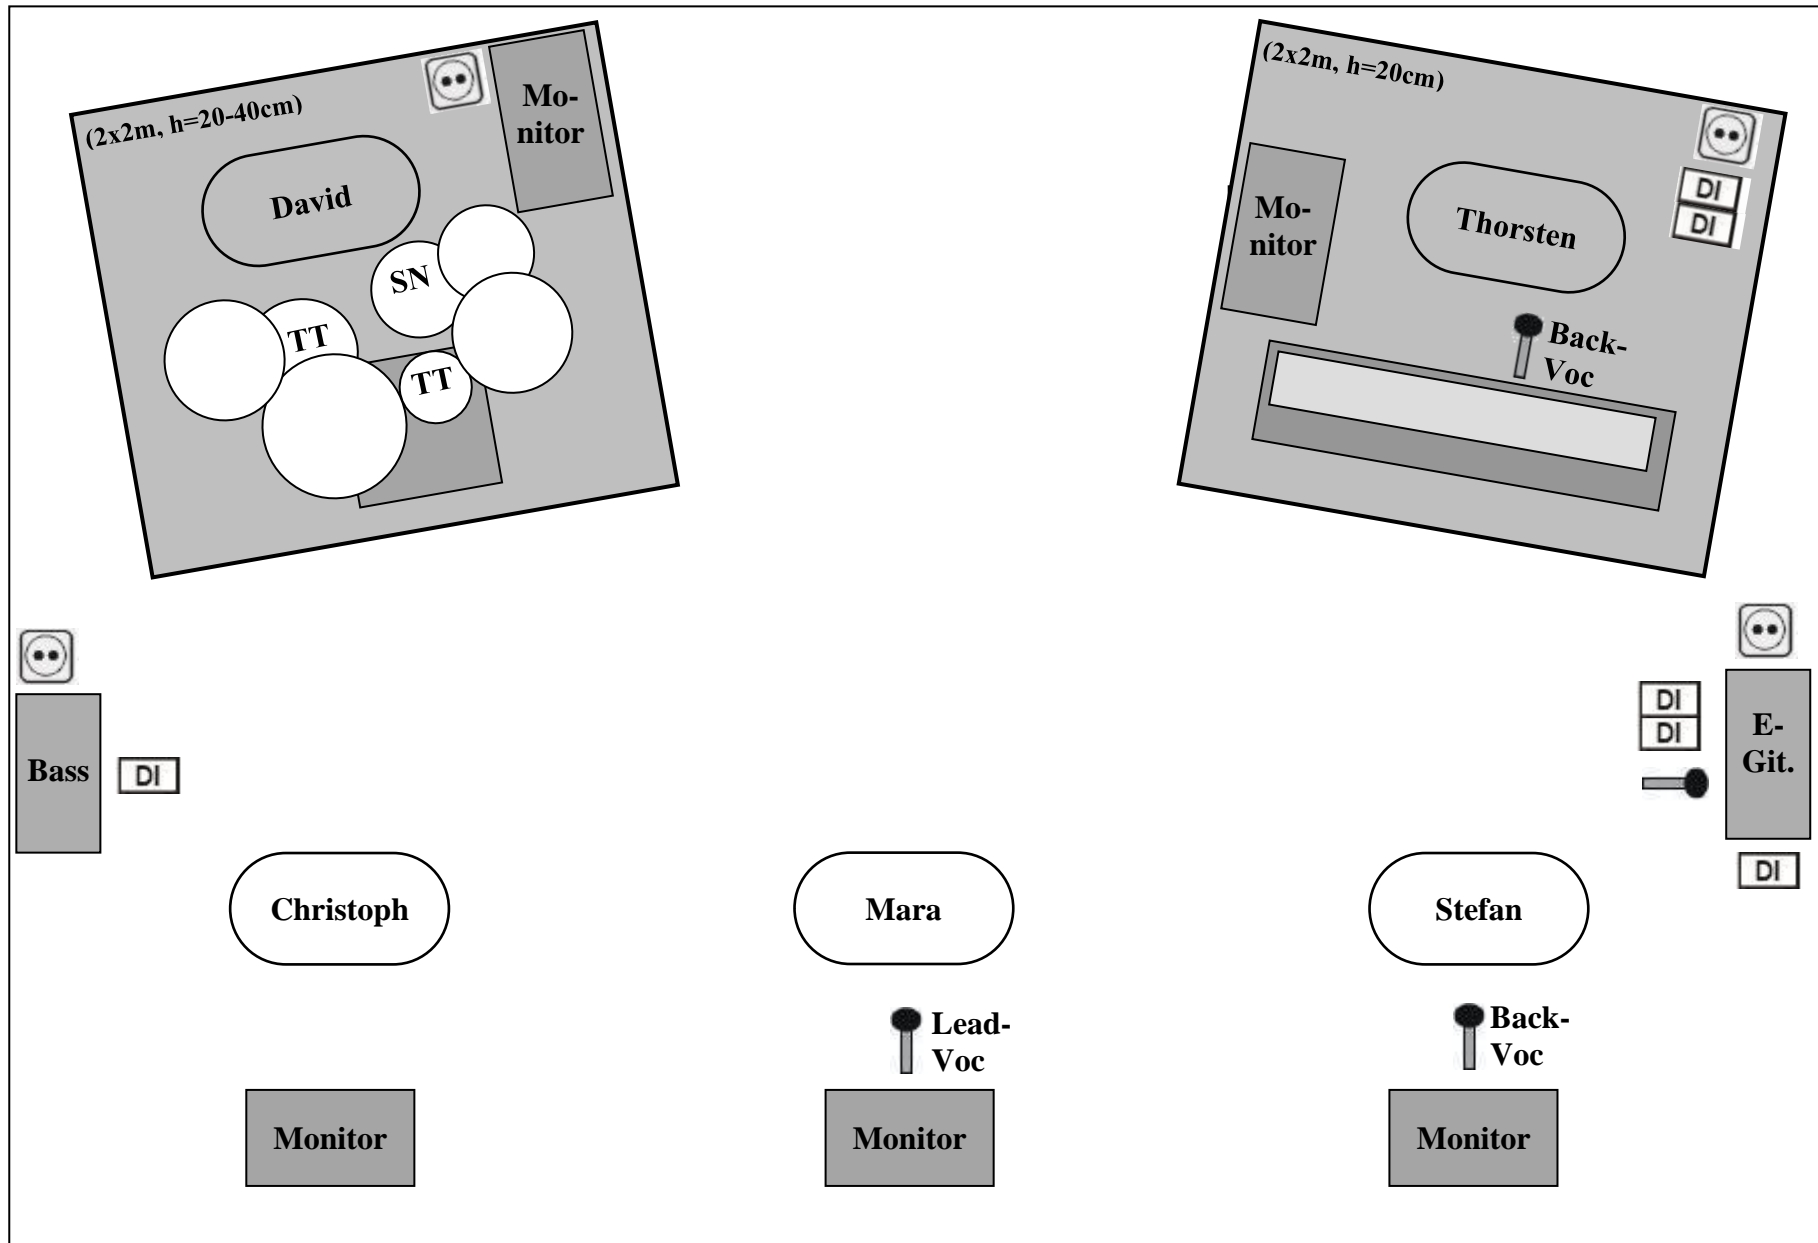 (2x2m, h=20-40cm)
Mo-
nitor
David
SN
TT
TT
(2x2m, h=20cm)
Mo-
nitor
Thorsten
DI
DI
Back-
Voc
Bass
DI
DI
DI
E-
Git.
DI
Christoph
Mara
Stefan
Lead-
Voc
Back-
Voc
Monitor
Monitor
Monitor